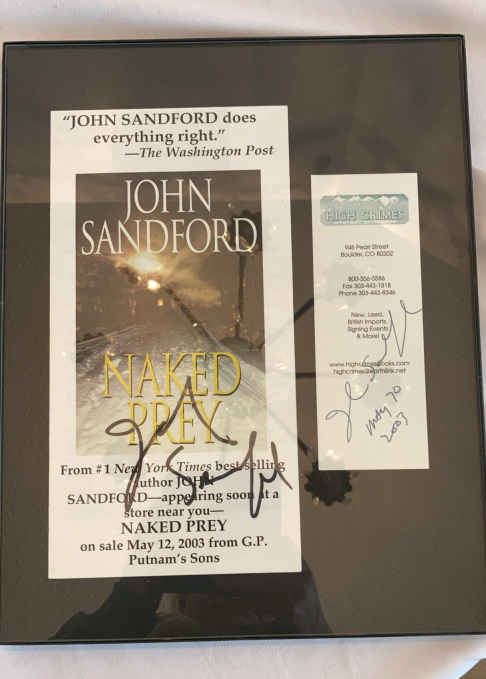 "JOHN SANDFORD does
everything right."
—The Washington Post
JOHN
SANDFORD
NAKED
PREY
From #1 New York Times best-selling
author JOHN
SANDFORD—appearing soon at a
store near you—
NAKED PREY
on sale May 12, 2003 from G.P.
Putnam's Sons
HIGH CRIMES
945 Pearl Street
Boulder, CO 80302
800-356-5586
Fax 303-443-1818
Phone 303-443-8346
New, Used,
British Imports,
Signing Events
& More!
www.highcrimesbooks.com
highcrimes@earthlink.net
May 20
2003